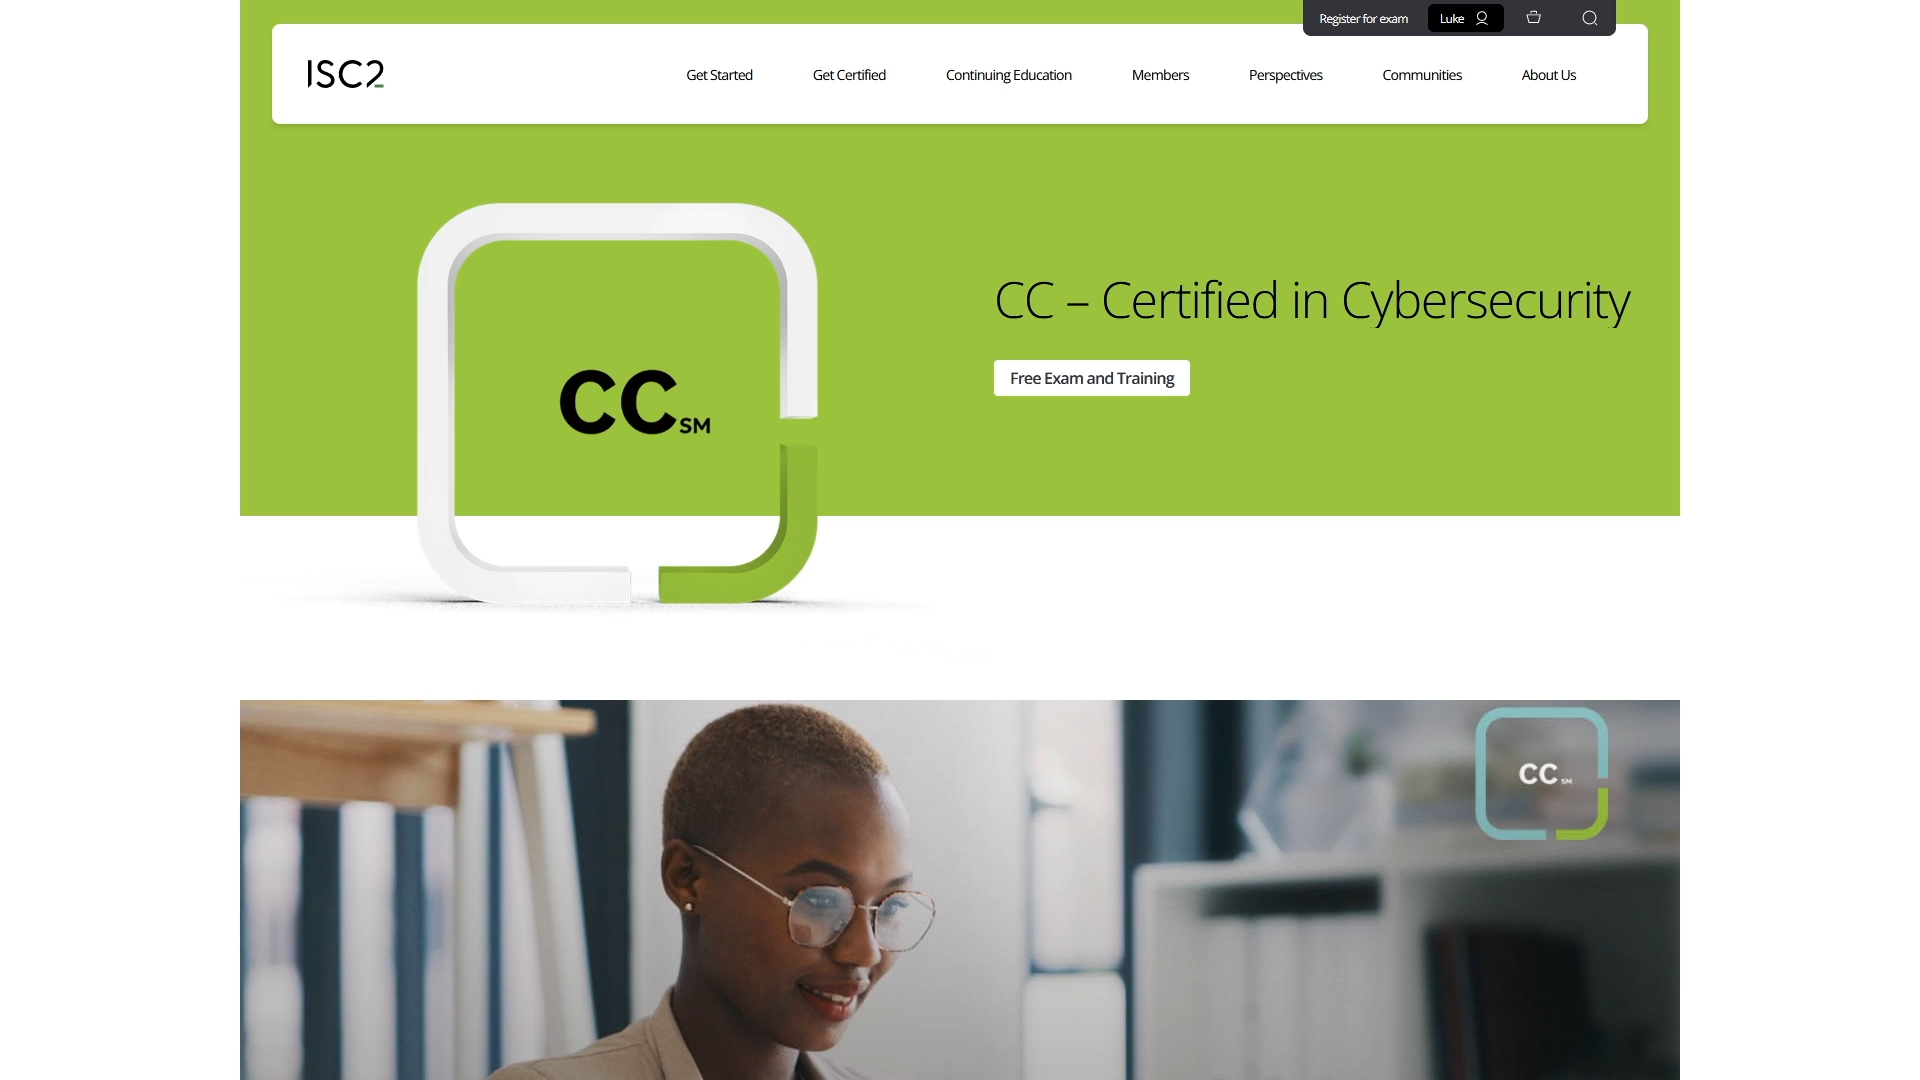 Register for exam
Luke
ISC2
Get Started
Get Certified
Continuing Education
Members
Perspectives
Communities
About Us
CC – Certified in Cybersecurity
Free Exam and Training
CC SM
CC SM